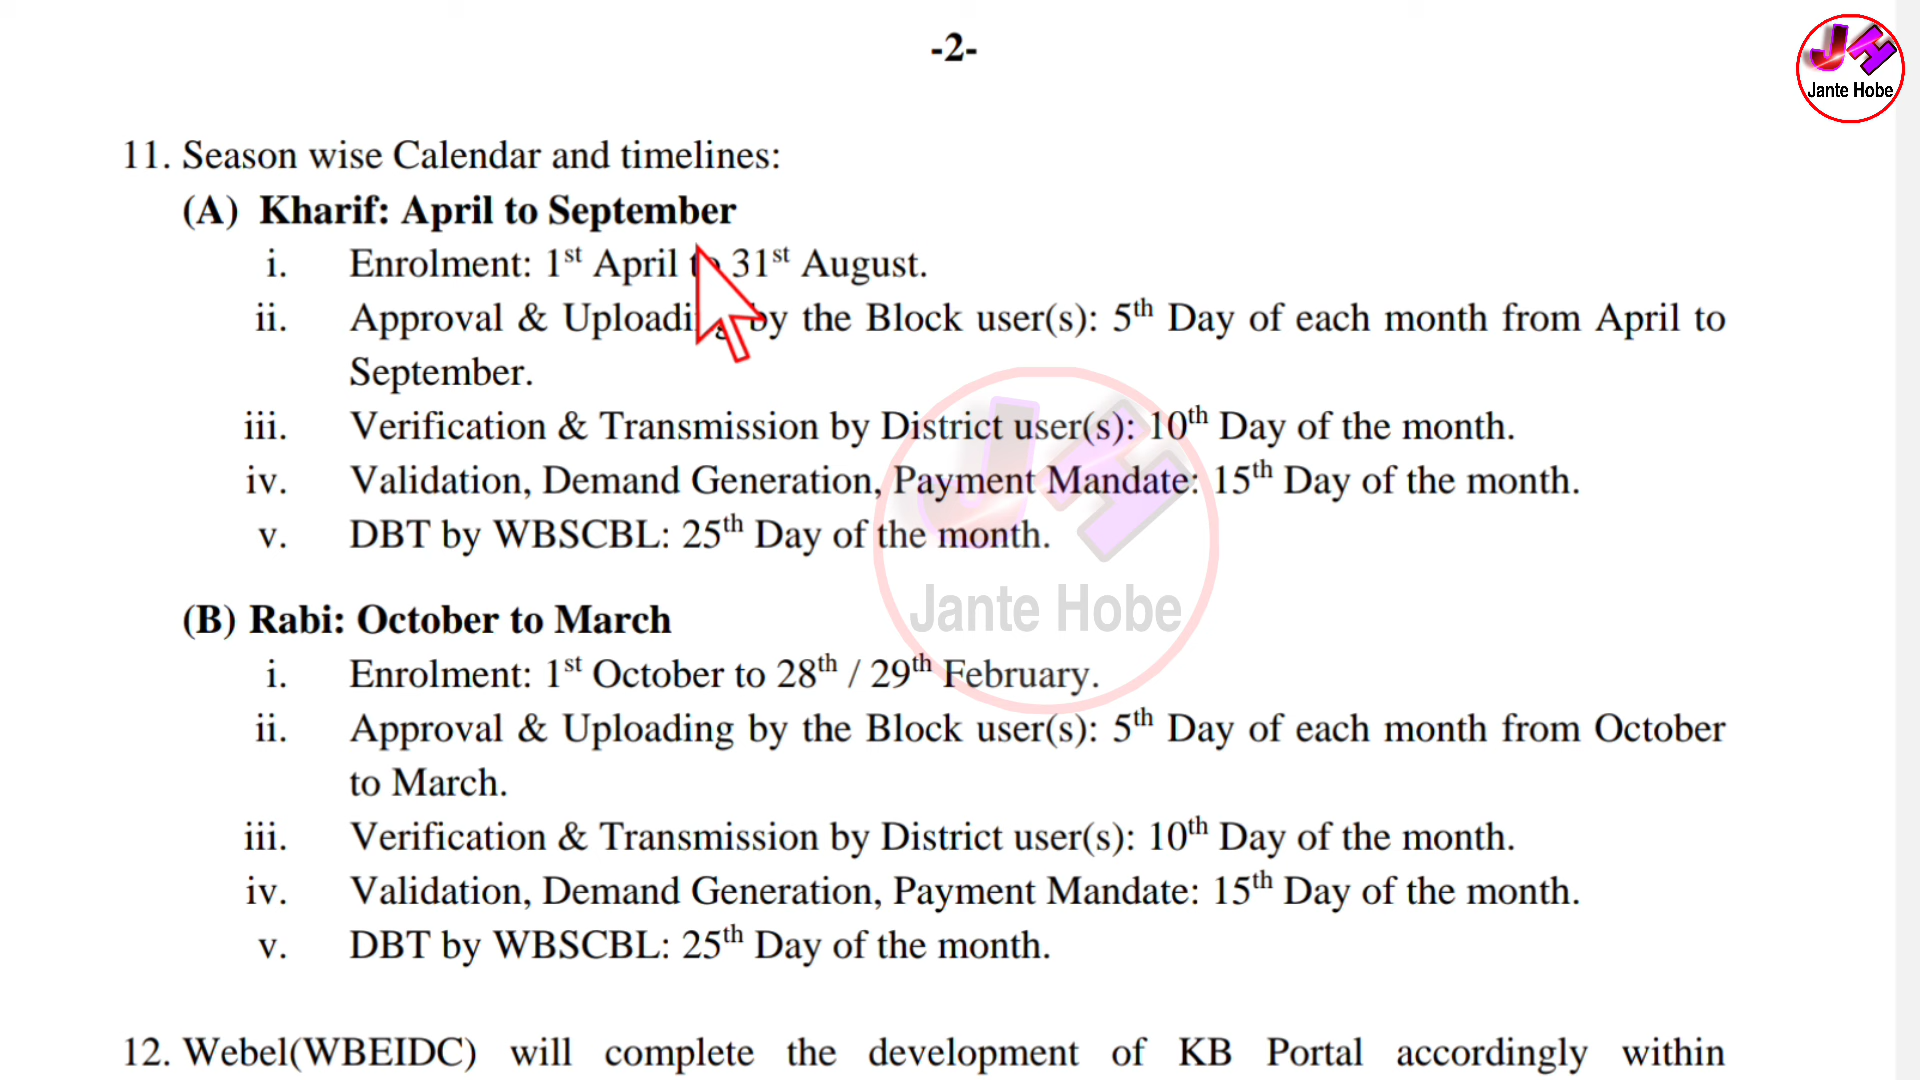 -2-
Jante Hobe
11. Season wise Calendar and timelines:
(A) Kharif: April to September
i. Enrolment: 1st April to 31st August.
ii. Approval & Uploading by the Block user(s): 5th Day of each month from April to
September.
iii. Verification & Transmission by District user(s): 10th Day of the month.
iv. Validation, Demand Generation, Payment Mandate: 15th Day of the month.
v. DBT by WBSCBL: 25th Day of the month.
Jante Hobe
(B) Rabi: October to March
i. Enrolment: 1st October to 28th / 29th February.
ii. Approval & Uploading by the Block user(s): 5th Day of each month from October
to March.
iii. Verification & Transmission by District user(s): 10th Day of the month.
iv. Validation, Demand Generation, Payment Mandate: 15th Day of the month.
v. DBT by WBSCBL: 25th Day of the month.
12. Webel(WBEIDC) will complete the development of KB Portal accordingly within